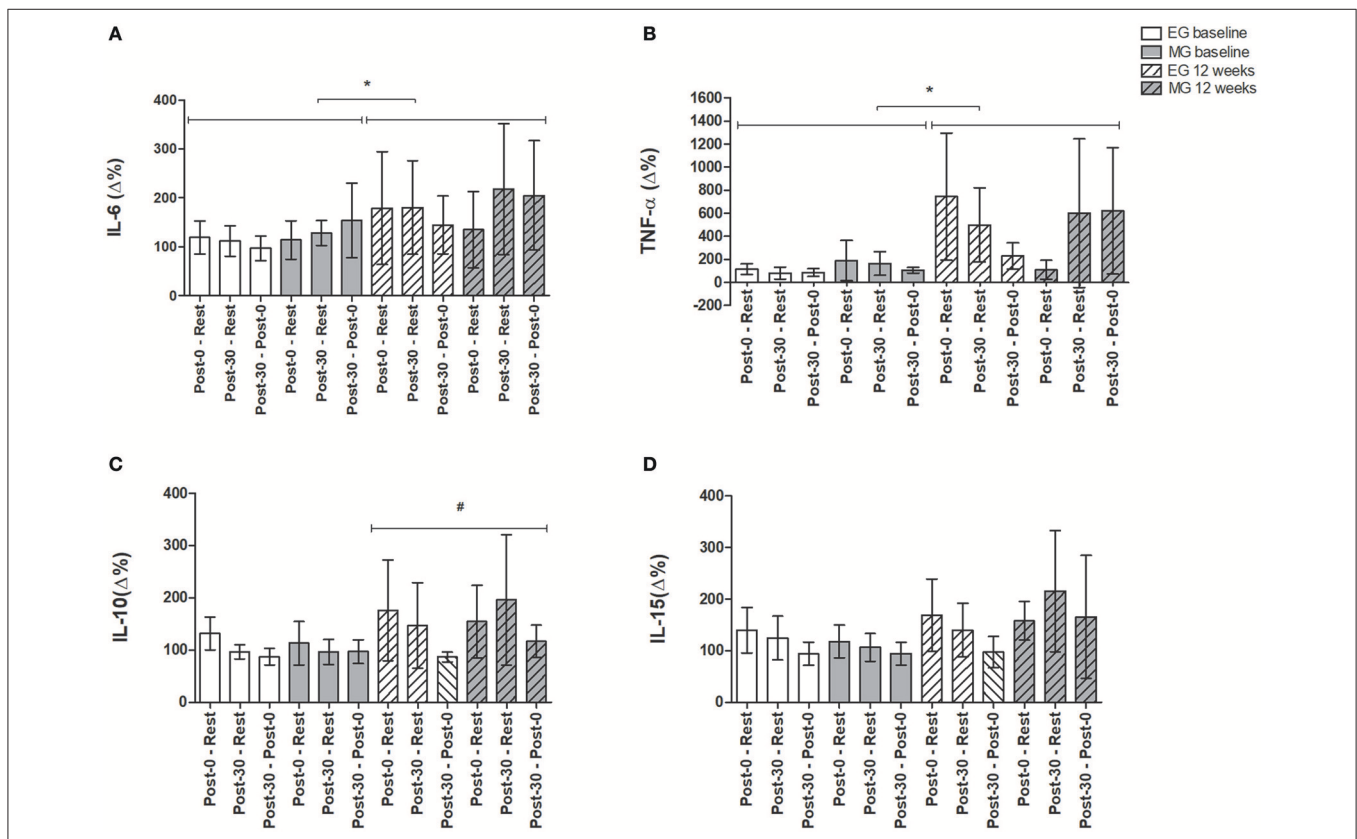 A
IL-6 (Δ%)
400
300
200
100
0
*
Post-0 - Rest
Post-30 - Rest
Post-30 - Post-0
Post-0 - Rest
Post-30 - Rest
Post-30 - Post-0
Post-0 - Rest
Post-30 - Rest
Post-30 - Post-0
Post-0 - Rest
Post-30 - Rest
Post-30 - Post-0
B
TNF-α (Δ%)
1600
1400
1200
1000
800
600
400
200
0
-200
*
Post-0 - Rest
Post-30 - Rest
Post-30 - Post-0
Post-0 - Rest
Post-30 - Rest
Post-30 - Post-0
Post-0 - Rest
Post-30 - Rest
Post-30 - Post-0
Post-0 - Rest
Post-30 - Rest
Post-30 - Post-0
EG baseline
MG baseline
EG 12 weeks
MG 12 weeks
C
IL-10(Δ%)
400
300
200
100
0
#
Post-0 - Rest
Post-30 - Rest
Post-30 - Post-0
Post-0 - Rest
Post-30 - Rest
Post-30 - Post-0
Post-0 - Rest
Post-30 - Rest
Post-30 - Post-0
Post-0 - Rest
Post-30 - Rest
Post-30 - Post-0
D
IL-15(Δ%)
400
300
200
100
0
Post-0 - Rest
Post-30 - Rest
Post-30 - Post-0
Post-0 - Rest
Post-30 - Rest
Post-30 - Post-0
Post-0 - Rest
Post-30 - Rest
Post-30 - Post-0
Post-0 - Rest
Post-30 - Rest
Post-30 - Post-0